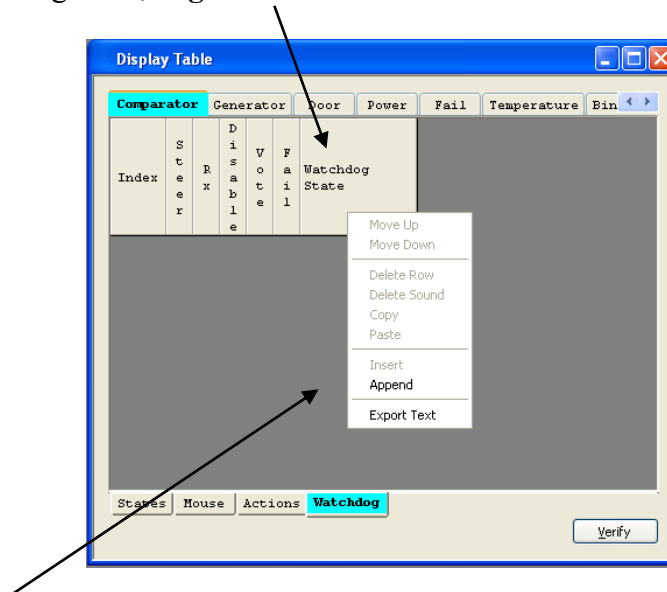 Display Table
Comparator Generator Door Power Fail Temperature Bin
Index Steer Rx Disable Vote Fail Watchdog
State
Move Up
Move Down
Delete Row
Delete Sound
Copy
Paste
Insert
Append
Export Text
States Mouse Actions Watchdog
Verify